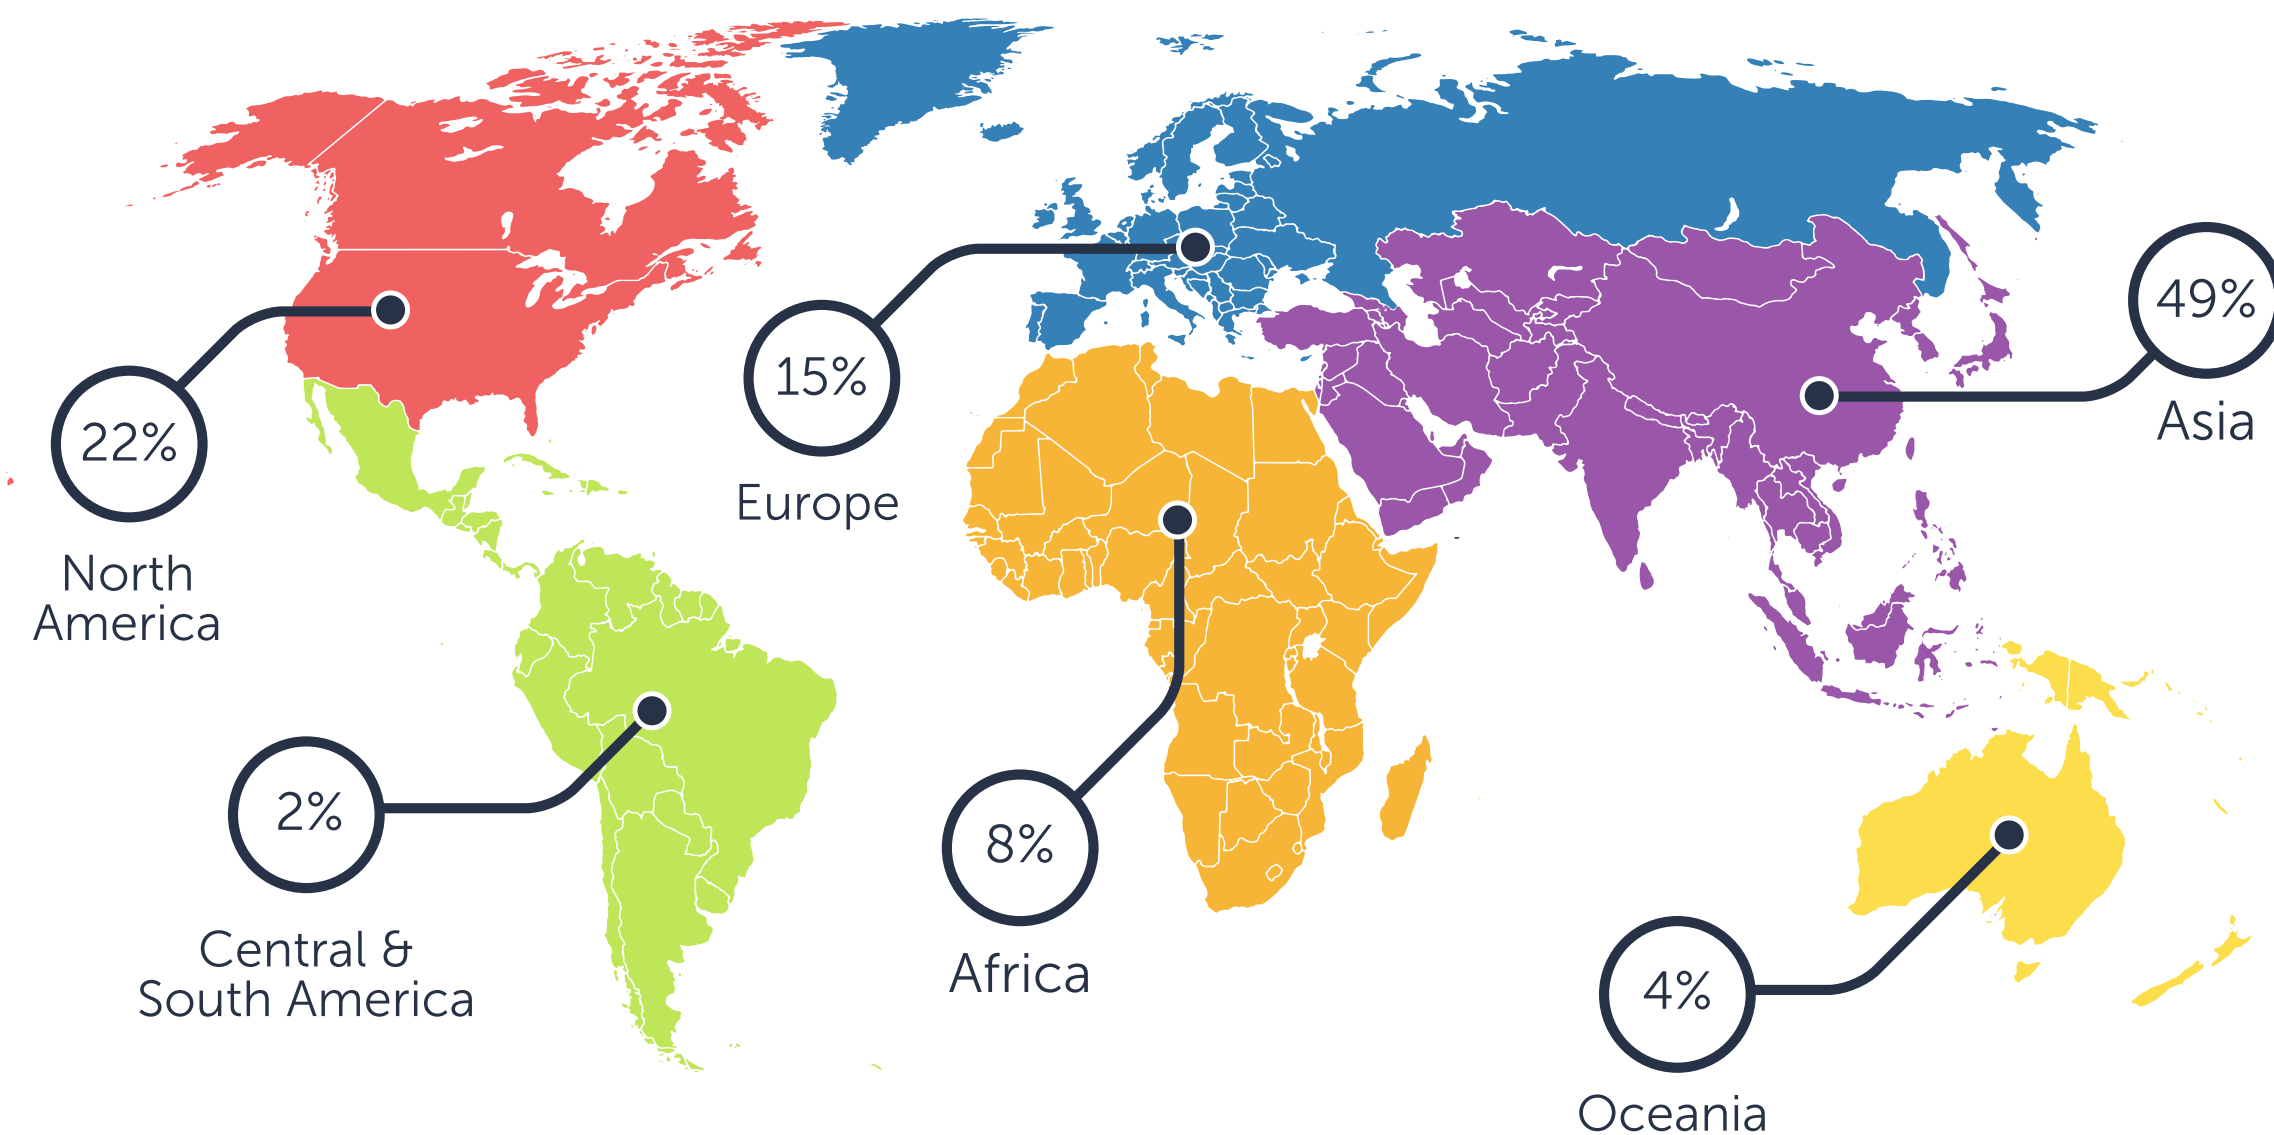 49%
15%
Asia
22%
Europe
North
America
2%
8%
Central &
South America
Africa
4%
Oceania